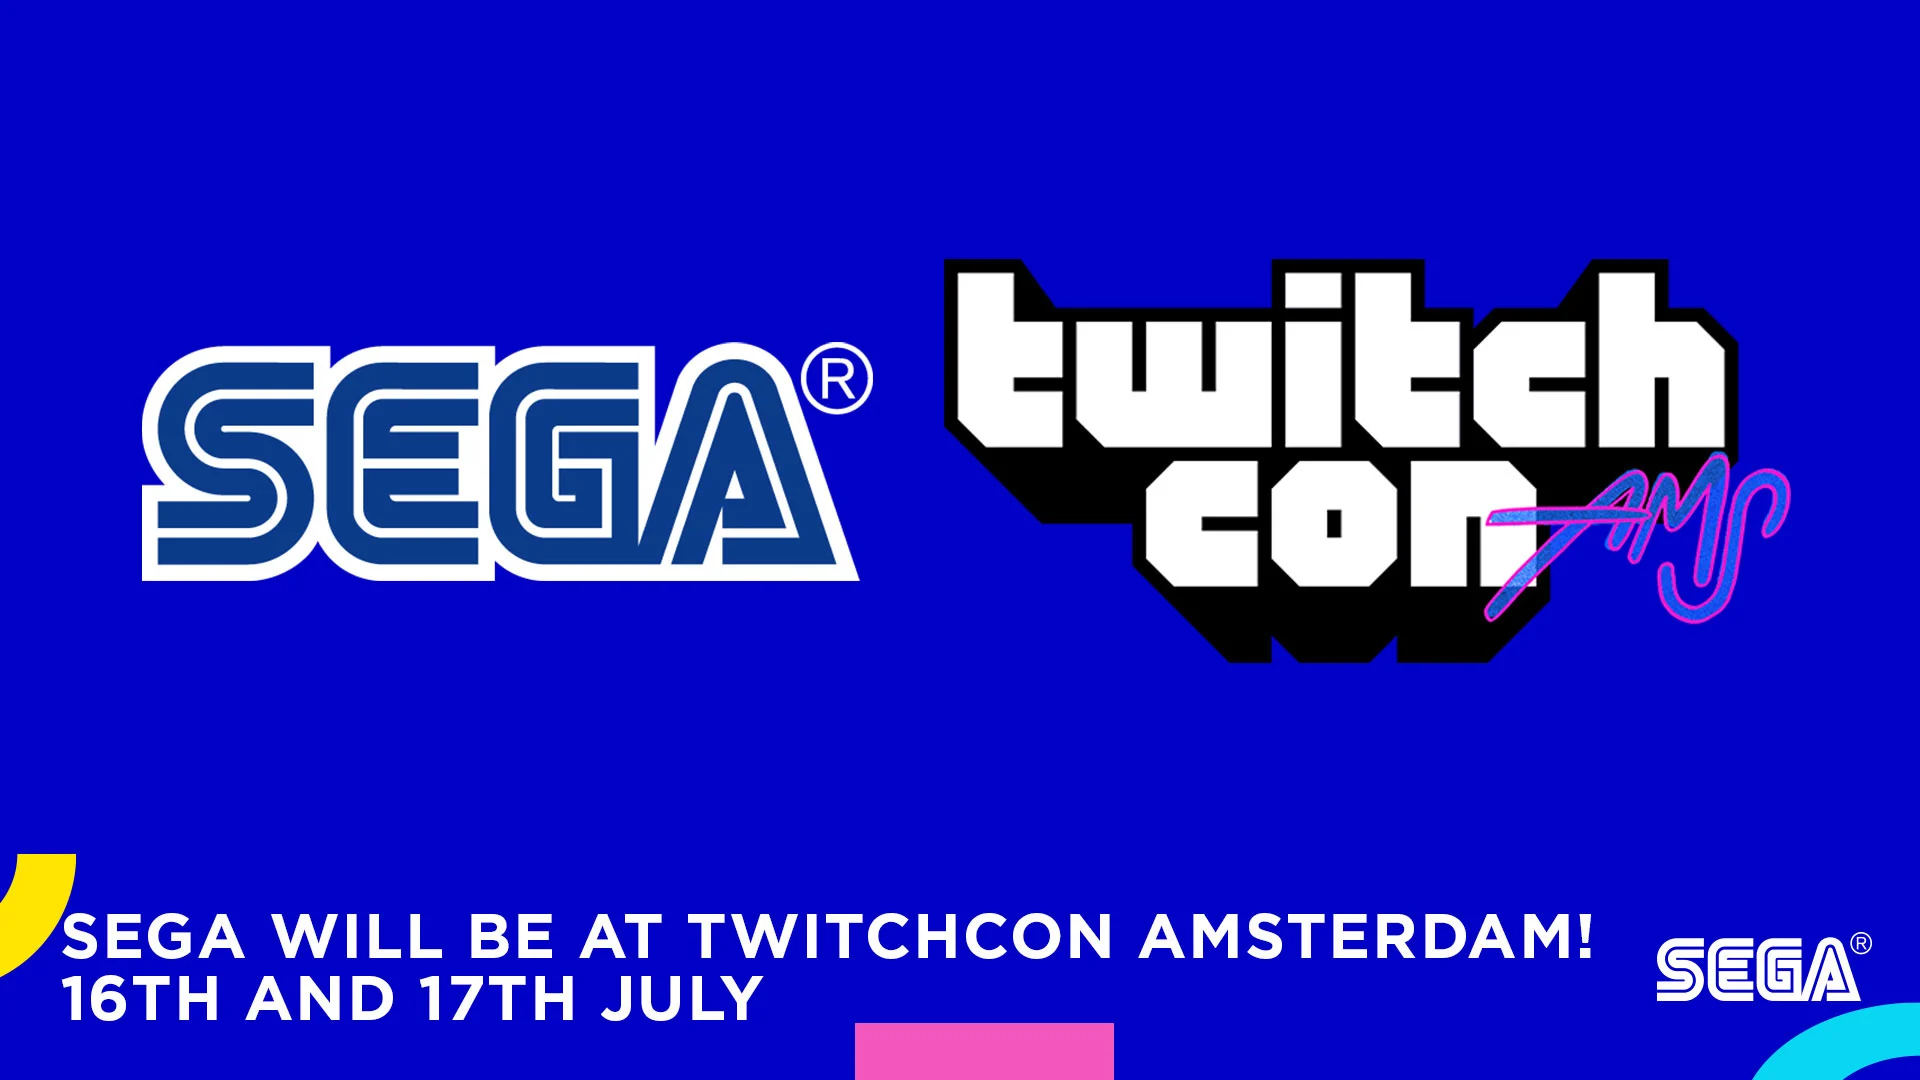 SEGA®
twitch
con
AMS
SEGA WILL BE AT TWITCHCON AMSTERDAM!
16TH AND 17TH JULY
SEGA®